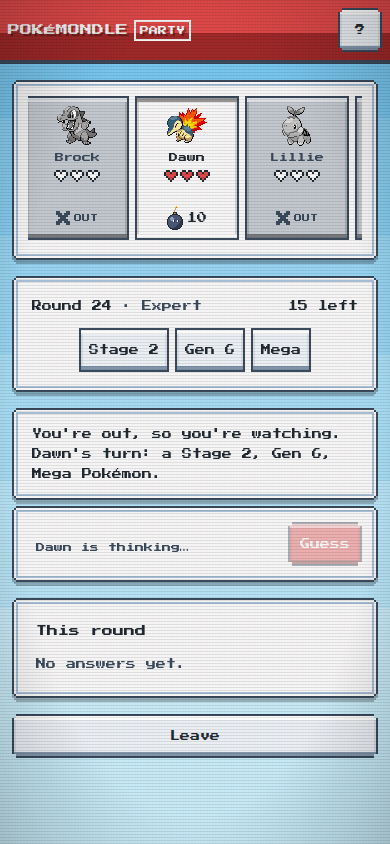 POKéMONDLE PARTY ?
Brock
Dawn
Lillie
OUT
10
OUT
Round 24 · Expert 15 left
Stage 2 Gen 6 Mega
You're out, so you're watching.
Dawn's turn: a Stage 2, Gen 6,
Mega Pokémon.
Dawn is thinking…
Guess
This round
No answers yet.
Leave